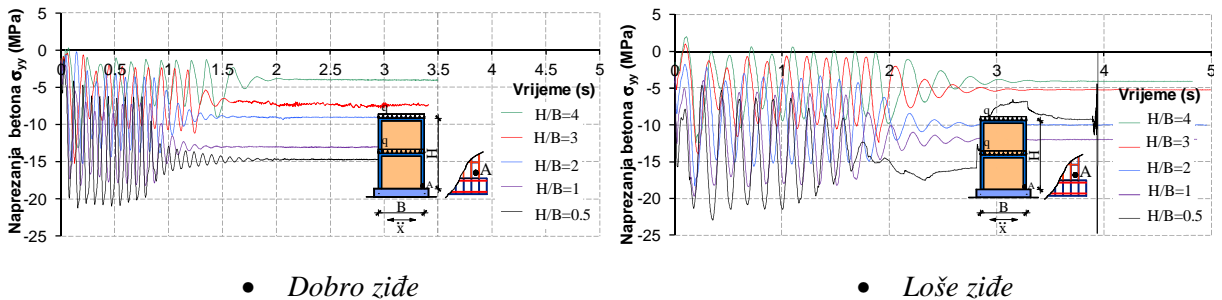 5
0
-5
-10
-15
-20
-25
0
0.5
1
1.5
2
2.5
3
3.5
4
4.5
5
Naprezanja betona σyy (MPa)
Vrijeme (s)
H/B=4
H/B=3
H/B=2
H/B=1
H/B=0.5
q
q
H
A
B
ẍ
A
5
0
-5
-10
-15
-20
-25
0
1
2
3
4
5
Naprezanja betona σyy (MPa)
Vrijeme (s)
H/B=4
H/B=3
H/B=2
H/B=1
H/B=0.5
q
q
H
A
B
ẍ
A
• Dobro ziđe
• Loše ziđe